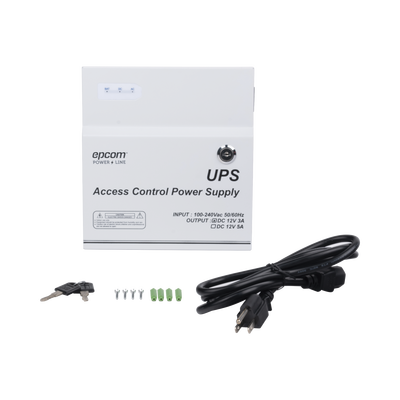 epcom
POWER LINE
UPS
Access Control Power Supply
INPUT : 100-240Vac 50/60Hz
OUTPUT : ☑DC 12V 3A
☐DC 12V 5A